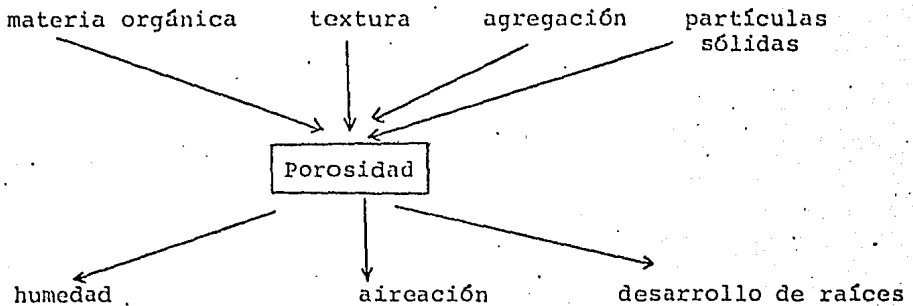 materia orgánica textura agregación partículas
sólidas
Porosidad
humedad aireación desarrollo de raíces